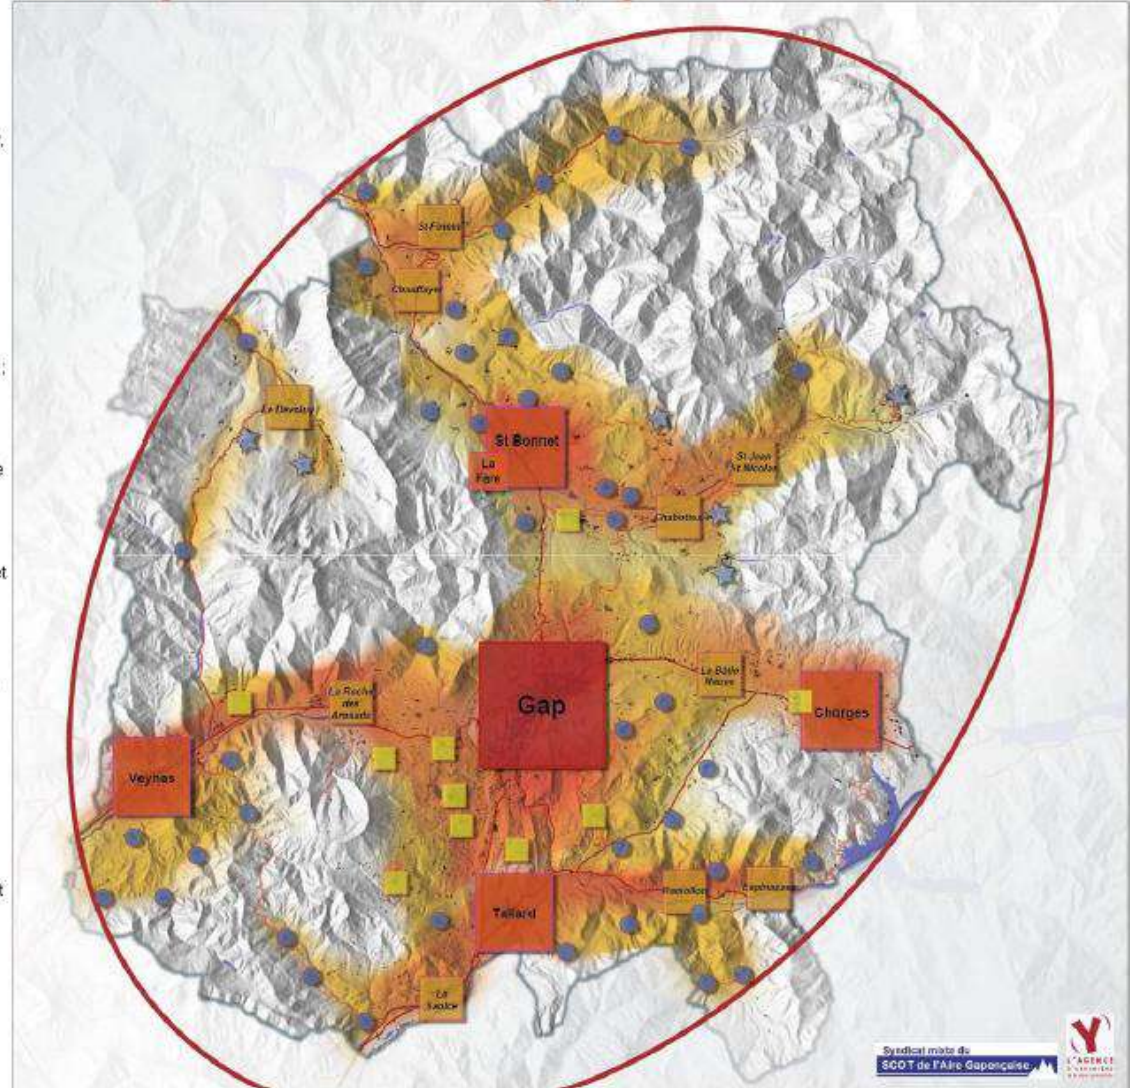 St-Firmin
Chauffayer
Le Dévoluy
St Bonnet
La
Fare
St Jean
St Nicolas
Chabottes
Gap
La Bâtie
Neuve
La Roche
des
Arnauds
Chorges
Veynes
Remollon
Espinasses
Tallard
La
Saulce
Syndicat mixte du
SCOT de l'Aire Gapençaise
L'AGENCE